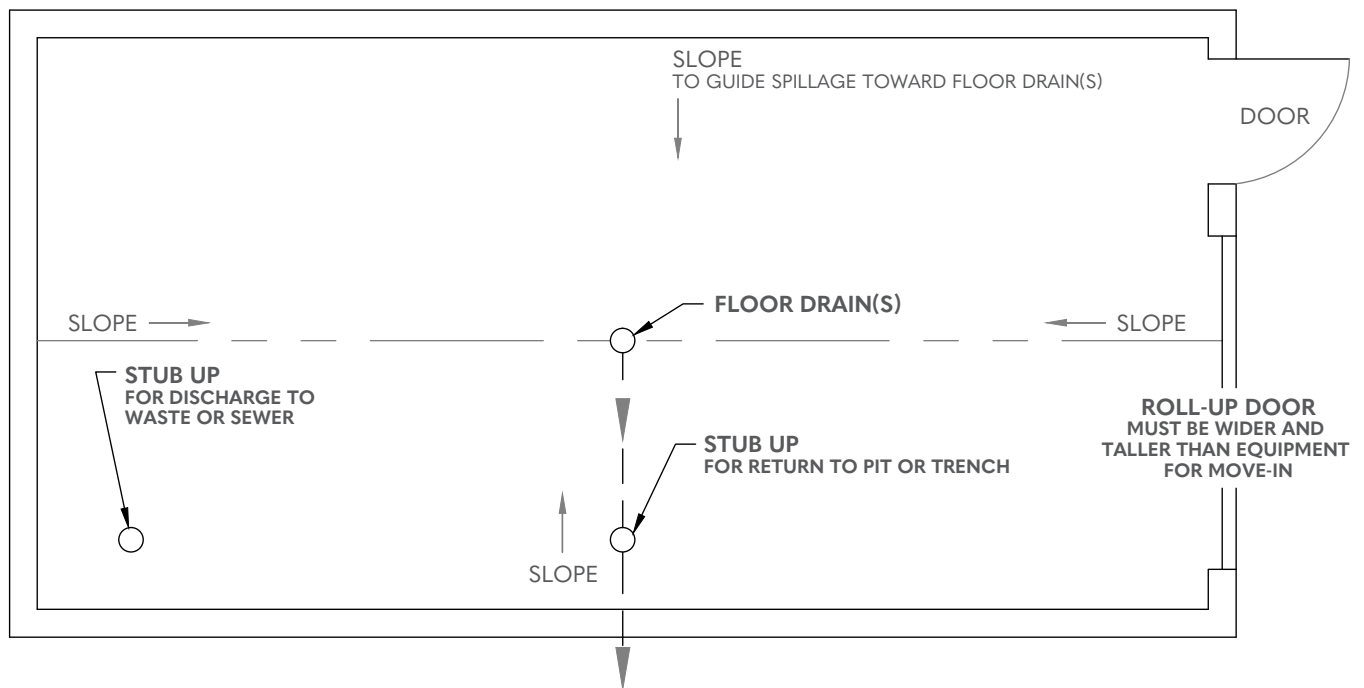 SLOPE
TO GUIDE SPILLAGE TOWARD FLOOR DRAIN(S)
DOOR
FLOOR DRAIN(S)
SLOPE
SLOPE
STUB UP
FOR DISCHARGE TO
WASTE OR SEWER
ROLL-UP DOOR
MUST BE WIDER AND
TALLER THAN EQUIPMENT
FOR MOVE-IN
STUB UP
FOR RETURN TO PIT OR TRENCH
SLOPE